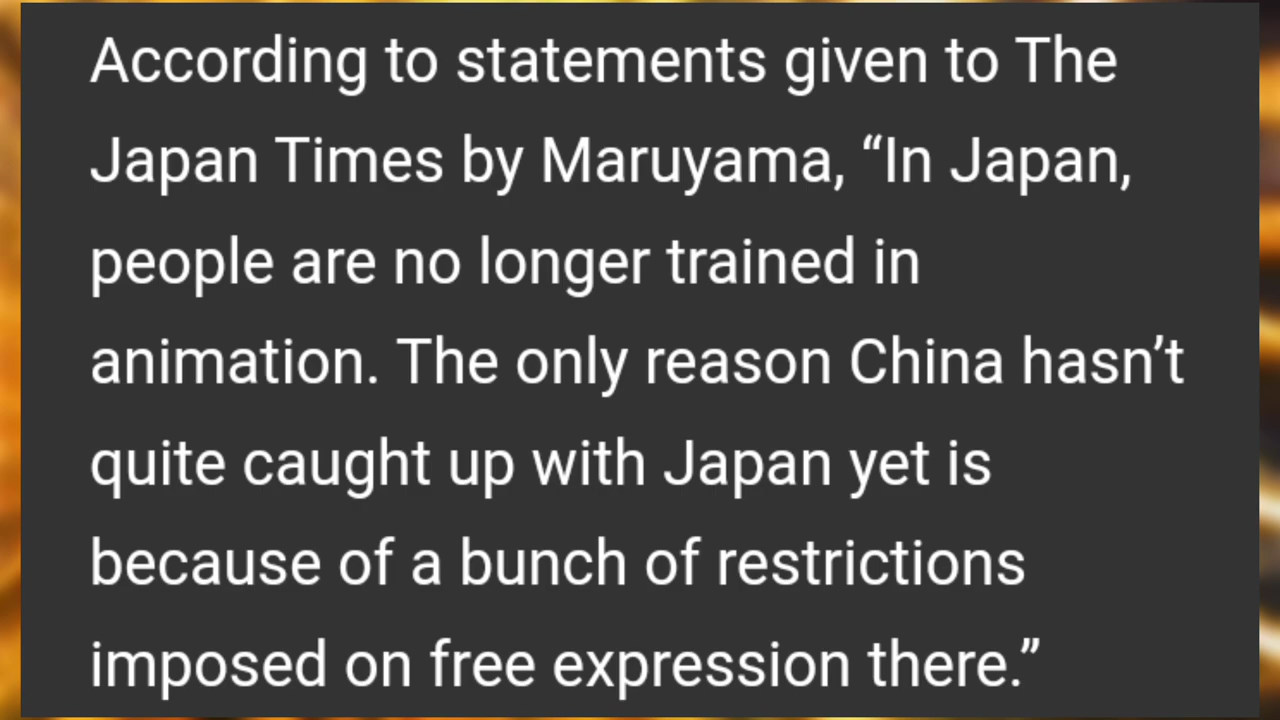 According to statements given to The
Japan Times by Maruyama, “In Japan,
people are no longer trained in
animation. The only reason China hasn’t
quite caught up with Japan yet is
because of a bunch of restrictions
imposed on free expression there.”